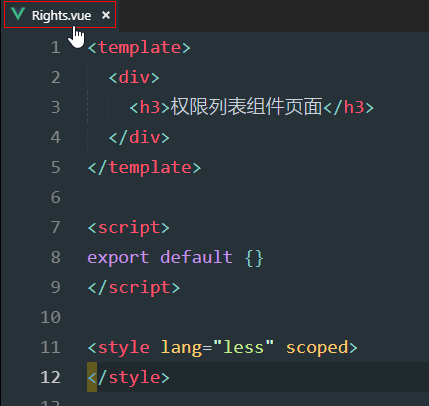 Rights.vue ×
1 <template>
2   <div>
3     <h3>权限列表组件页面</h3>
4   </div>
5 </template>
6
7 <script>
8 export default {}
9 </script>
10
11 <style lang="less" scoped>
12 </style>
13